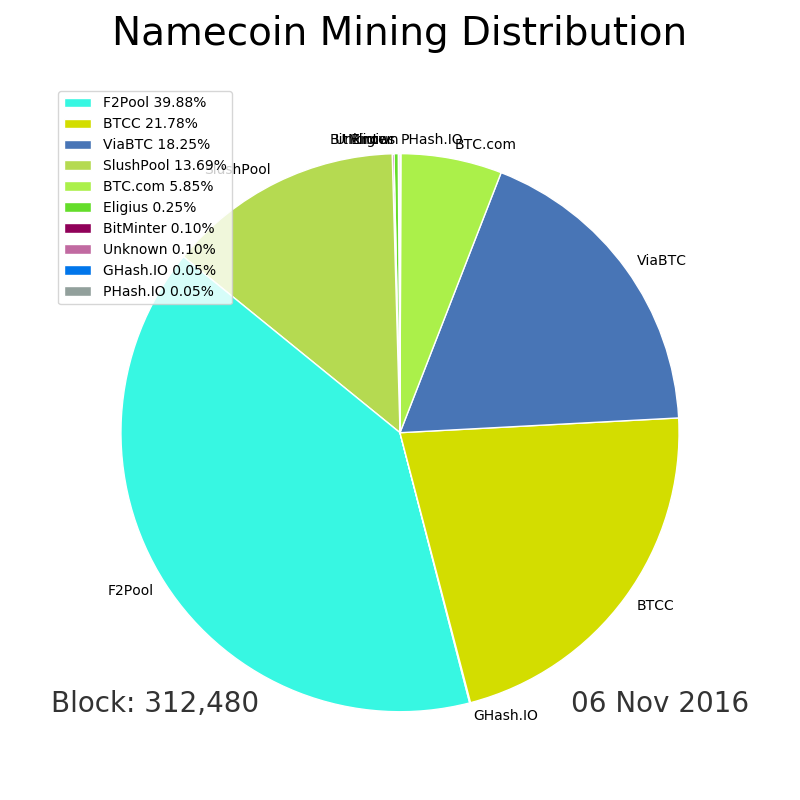 Namecoin Mining Distribution
F2Pool 39.88%
BTCC 21.78%
ViaBTC 18.25%
SlushPool 13.69%
BTC.com 5.85%
Eligius 0.25%
BitMinter 0.10%
Unknown 0.10%
GHash.IO 0.05%
PHash.IO 0.05%
PHash.IO
BTC.com
SlushPool
ViaBTC
F2Pool
BTCC
GHash.IO
Block: 312,480
06 Nov 2016